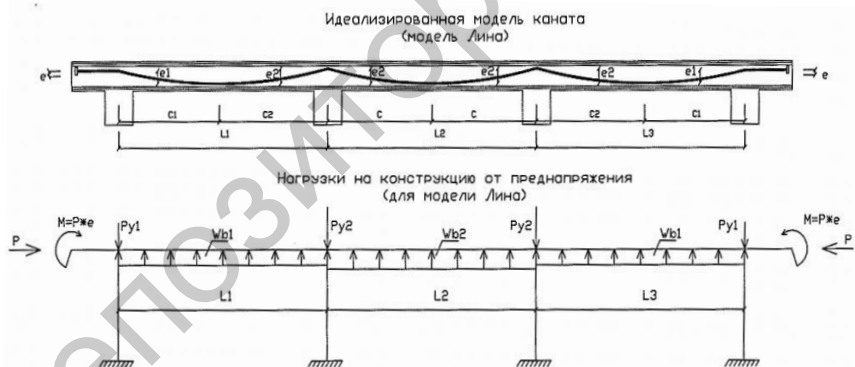 Идеализированная модель каната
(модель Лина)
e e1 e2 e2 e2 e2 e1 e
C1 C2 C C C2 C1
L1 L2 L3
Нагрузки на конструкцию от преднапряжения
(для модели Лина)
M=P*e Py1 Wb1 Py2 Wb2 Py2 Wb1 Py1 M=P*e
P P
L1 L2 L3
епозитор